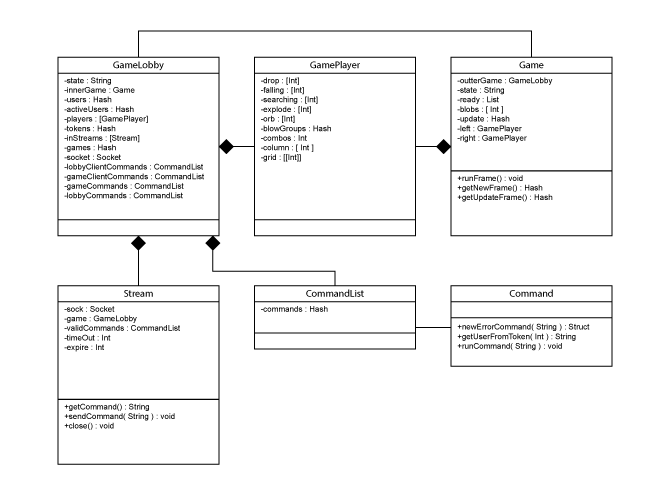 GameLobby
-state : String
-innerGame : Game
-users : Hash
-activeUsers : Hash
-players : [GamePlayer]
-tokens : Hash
-inStreams : [Stream]
-games : Hash
-socket : Socket
-lobbyClientCommands : CommandList
-gameClientCommands : CommandList
-gameCommands : CommandList
-lobbyCommands : CommandList
GamePlayer
-drop : [Int]
-falling : [Int]
-searching : [Int]
-explode : [Int]
-orb : [Int]
-blowGroups : Hash
-combos : Int
-column : [ Int ]
-grid : [[Int]]
Game
-outterGame : GameLobby
-state : String
-ready : List
-blobs : [ Int ]
-update : Hash
-left : GamePlayer
-right : GamePlayer
+runFrame() : void
+getNewFrame() : Hash
+getUpdateFrame() : Hash
Stream
-sock : Socket
-game : GameLobby
-validCommands : CommandList
-timeOut : Int
-expire : Int
+getCommand() : String
+sendCommand( String ) : void
+close() : void
CommandList
-commands : Hash
Command
+newErrorCommand( String ) : Struct
+getUserFromToken( Int ) : String
+runCommand( String ) : void